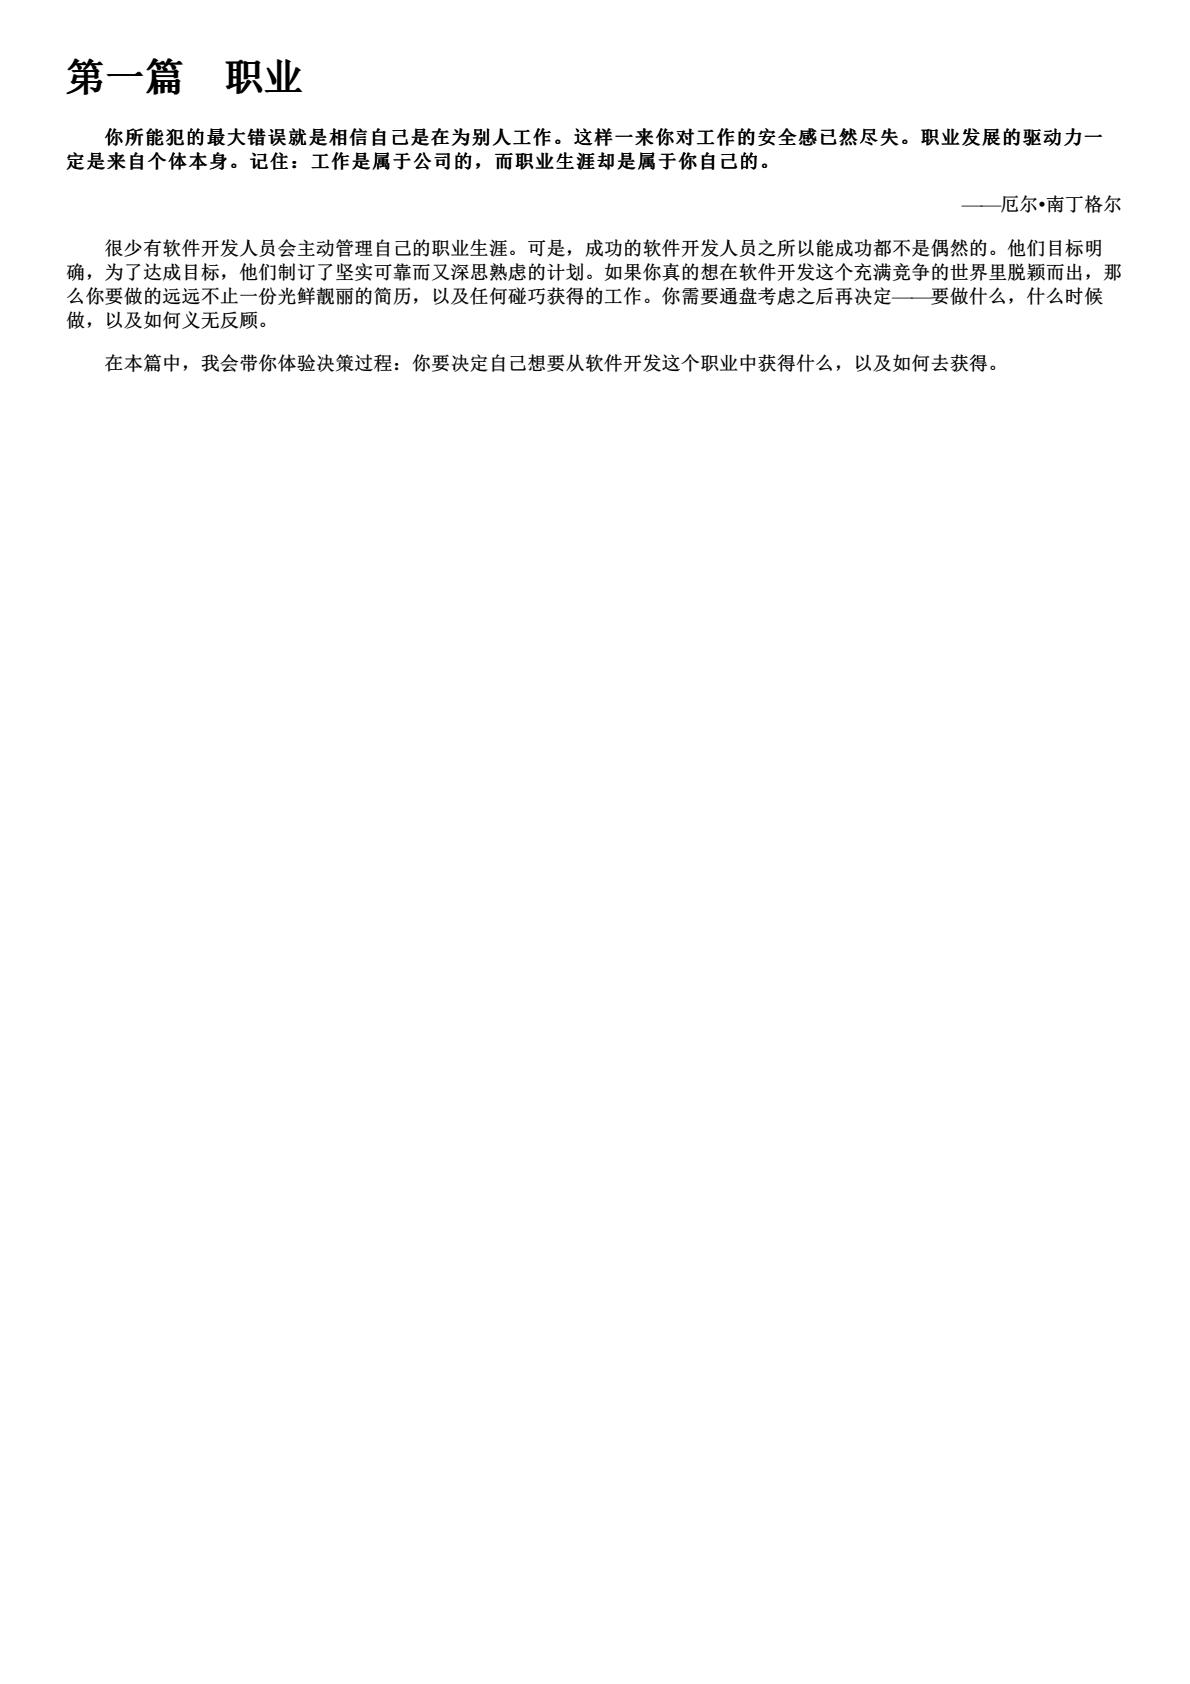 第一篇　职业
你所能犯的最大错误就是相信自己是在为别人工作。这样一来你对工作的安全感已然尽失。职业发展的驱动力一
定是来自个体本身。记住：工作是属于公司的，而职业生涯却是属于你自己的。
——厄尔•南丁格尔
很少有软件开发人员会主动管理自己的职业生涯。可是，成功的软件开发人员之所以能成功都不是偶然的。他们目标明
确，为了达成目标，他们制订了坚实可靠而又深思熟虑的计划。如果你真的想在软件开发这个充满竞争的世界里脱颖而出，那
么你要做的远远不止一份光鲜靓丽的简历，以及任何碰巧获得的工作。你需要通盘考虑之后再决定——要做什么，什么时候
做，以及如何义无反顾。
在本篇中，我会带你体验决策过程：你要决定自己想要从软件开发这个职业中获得什么，以及如何去获得。